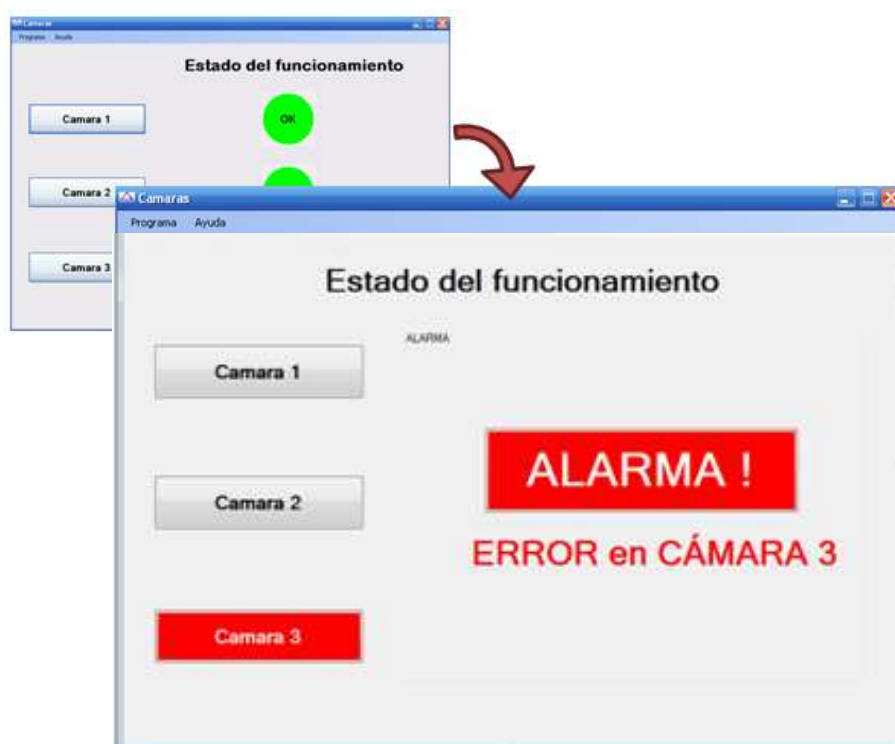 Camaras
Programa Ayuda
Estado del funcionamiento
Camara 1
OK
Camara 2
Camara 3
Camaras
Programa Ayuda
Estado del funcionamiento
ALARMA
Camara 1
ALARMA !
Camara 2
ERROR en CÁMARA 3
Camara 3